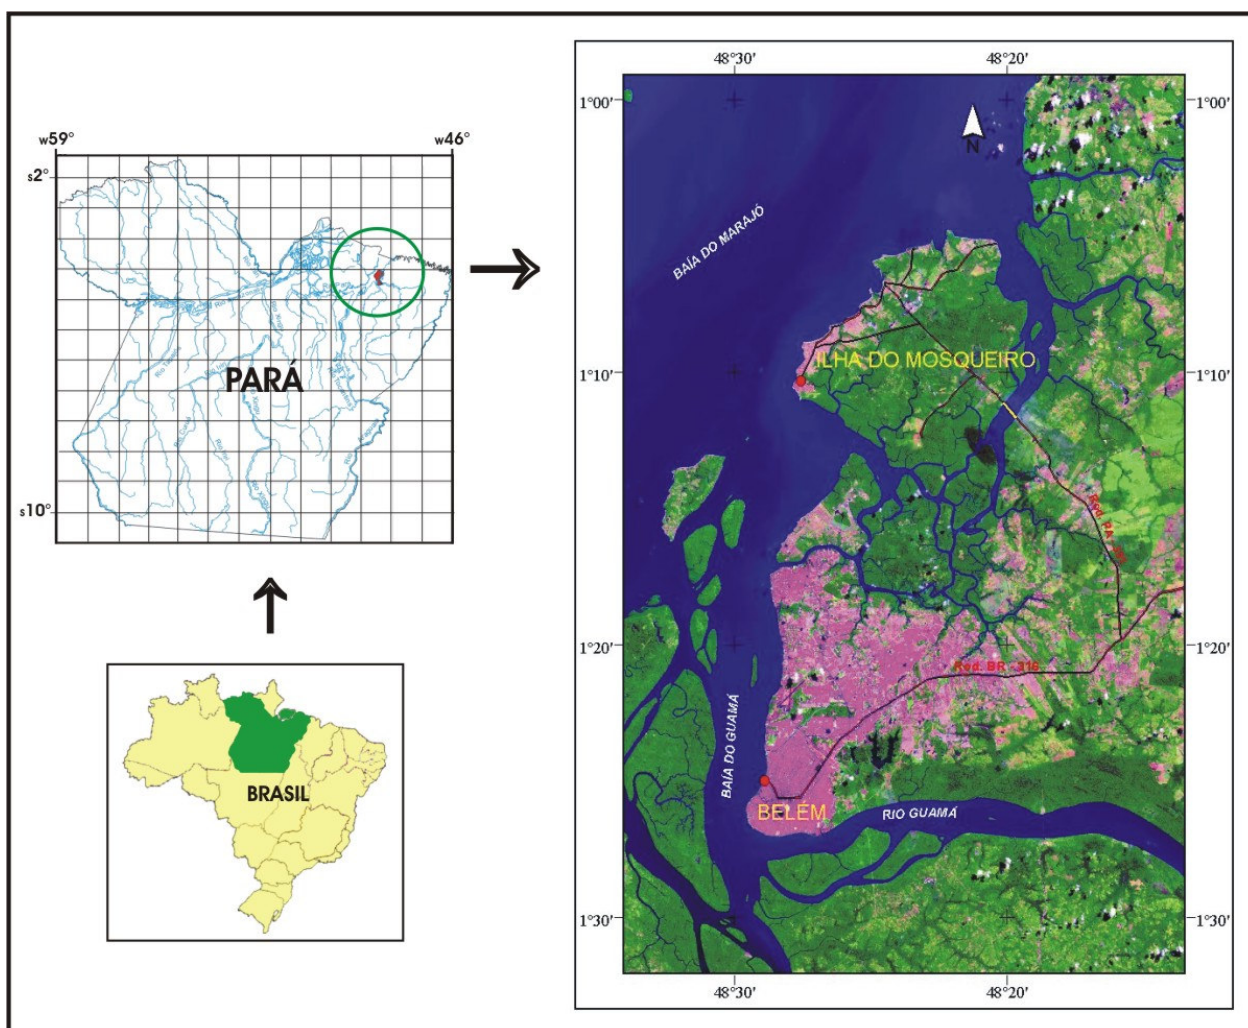 w59°
w46°
s2°
s10°
PARÁ
BRASIL
48°30'
48°20'
1°00'
1°00'
N
BAÍA DO MARAJÓ
ILHA DO MOSQUEIRO
1°10'
1°10'
1°20'
1°20'
Rod. BR - 316
BAÍA DO GUAMÁ
BELÉM
RIO GUAMÁ
1°30'
1°30'
48°30'
48°20'